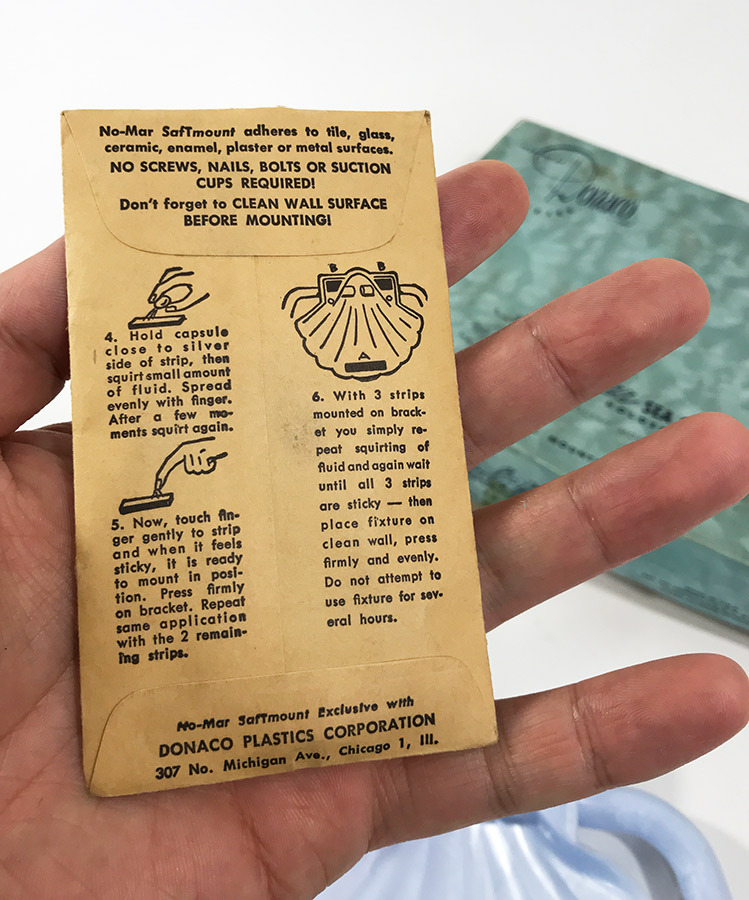 No-Mar SafTmount adheres to tile, glass,
ceramic, enamel, plaster or metal surfaces.
NO SCREWS, NAILS, BOLTS OR SUCTION
CUPS REQUIRED!
Don't forget to CLEAN WALL SURFACE
BEFORE MOUNTING!
4. Hold capsule
close to silver
side of strip, then
squirt small amount
of fluid. Spread
evenly with finger.
After a few mo-
ments squirt again.
5. Now, touch fin-
ger gently to strip
and when it feels
sticky, it is ready
to mount in posi-
tion. Press firmly
on bracket. Repeat
same application
with the 2 remain-
ing strips.
B B
A
6. With 3 strips
mounted on brack-
et you simply re-
peat squirting of
fluid and again wait
until all 3 strips
are sticky — then
place fixture on
clean wall, press
firmly and evenly.
Do not attempt to
use fixture for sev-
eral hours.
No-Mar SafTmount Exclusive with
DONACO PLASTICS CORPORATION
307 No. Michigan Ave., Chicago 1, Ill.
Donaco
SEA